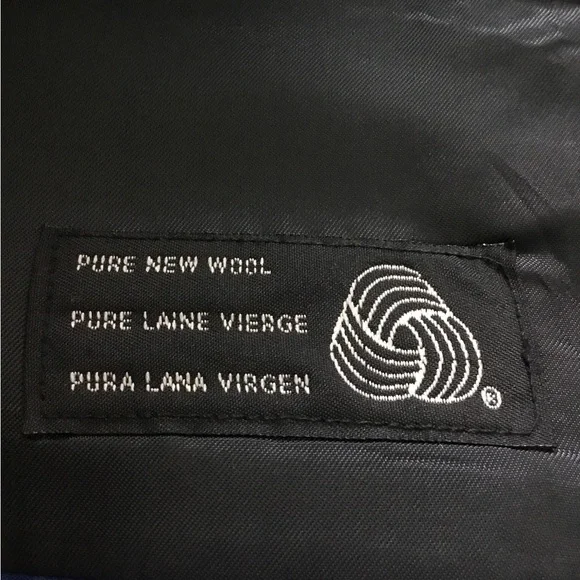 PURE NEW WOOL
PURE LAINE VIERGE
PURA LANA VIRGEN
®